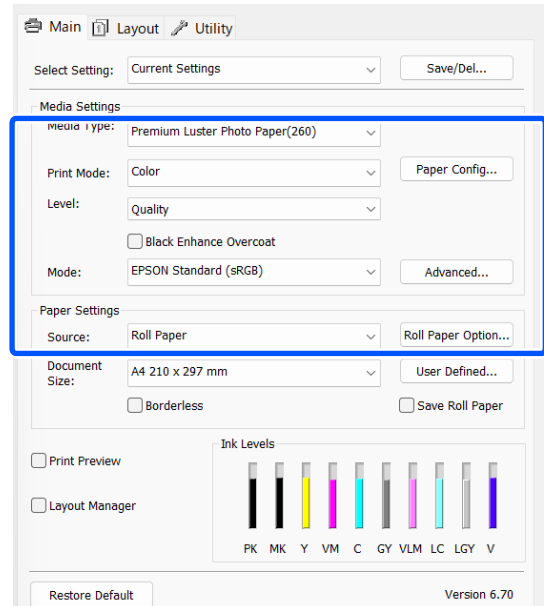 Main Layout Utility
Select Setting: Current Settings Save/Del...
Media Settings
Media Type: Premium Luster Photo Paper(260)
Print Mode: Color Paper Config...
Level: Quality
Black Enhance Overcoat
Mode: EPSON Standard (sRGB) Advanced...
Paper Settings
Source: Roll Paper Roll Paper Option...
Document
Size: A4 210 x 297 mm User Defined...
Borderless Save Roll Paper
Ink Levels
Print Preview
Layout Manager
PK MK Y VM C GY VLM LC LGY V
Restore Default Version 6.70